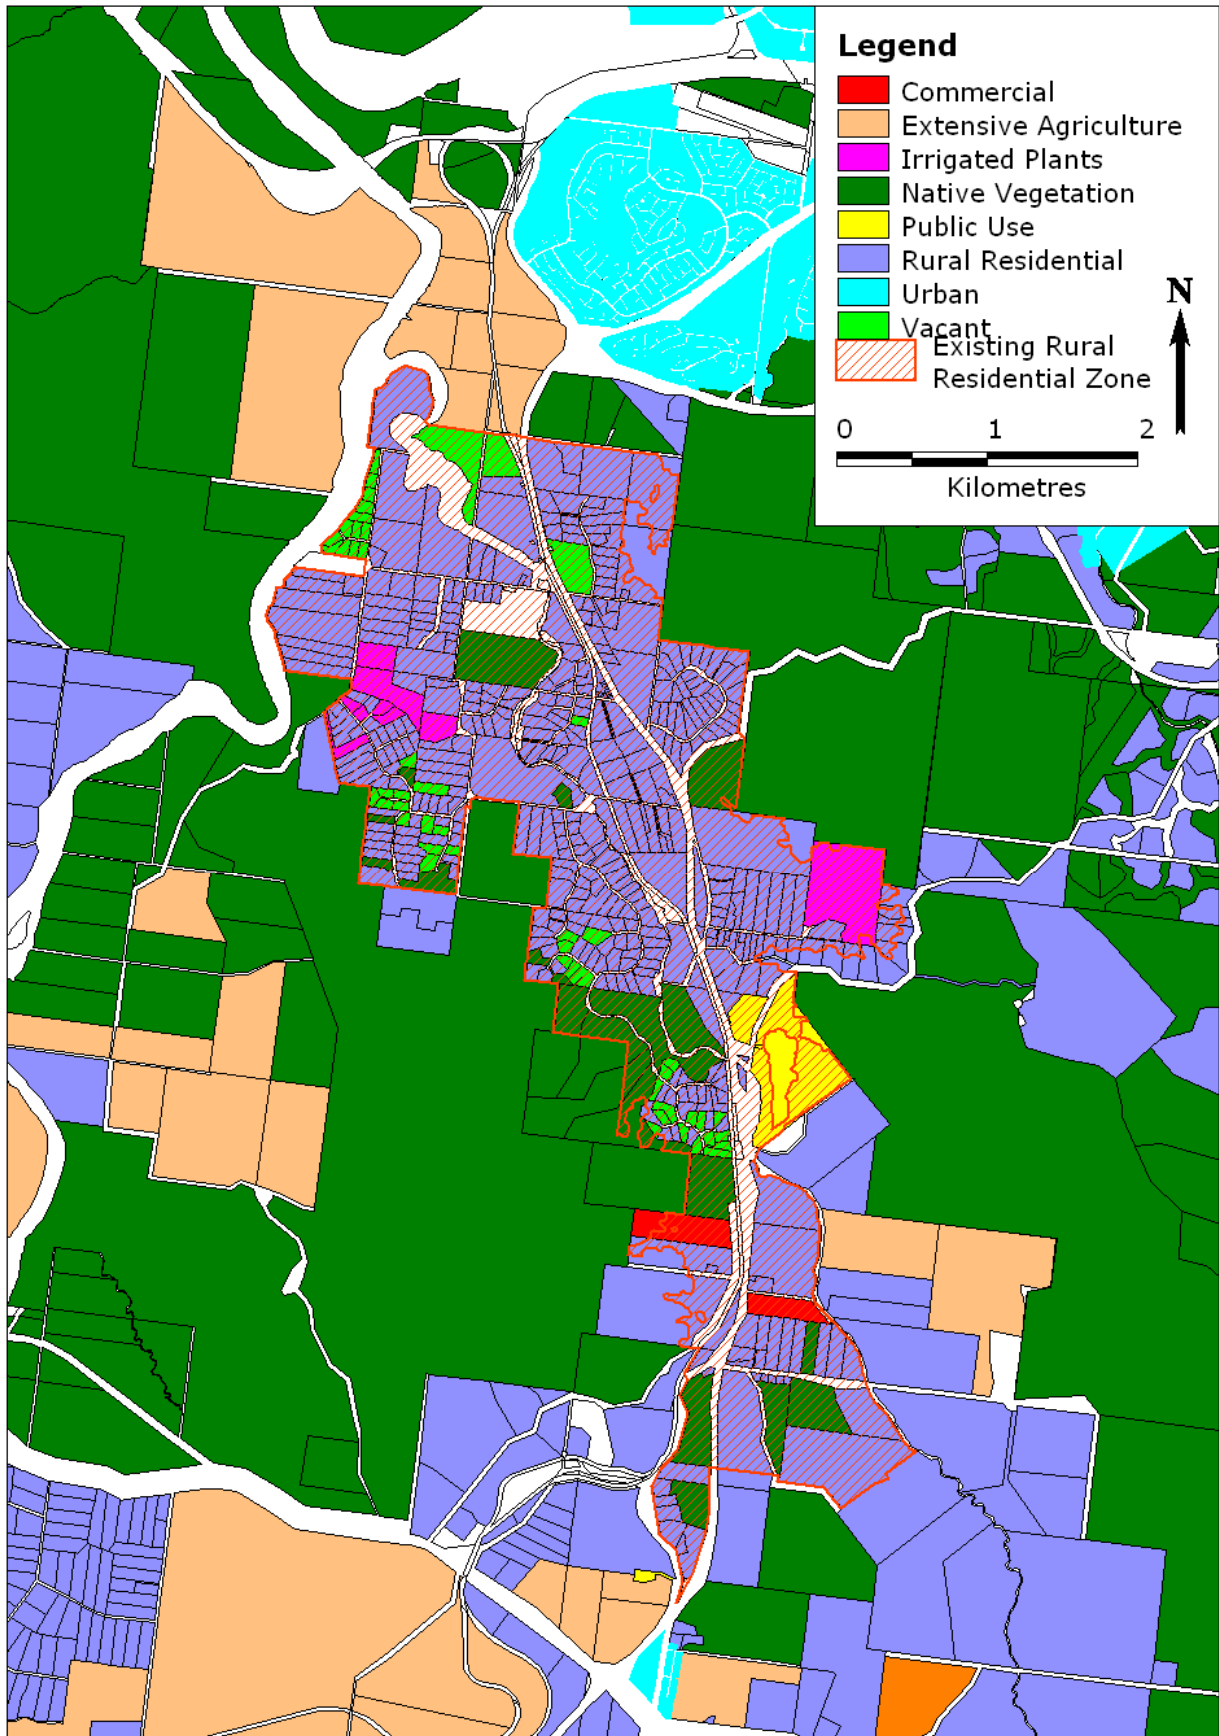 Legend
Commercial
Extensive Agriculture
Irrigated Plants
Native Vegetation
Public Use
Rural Residential
Urban
Vacant
Existing Rural
Residential Zone
N
0 1 2
Kilometres